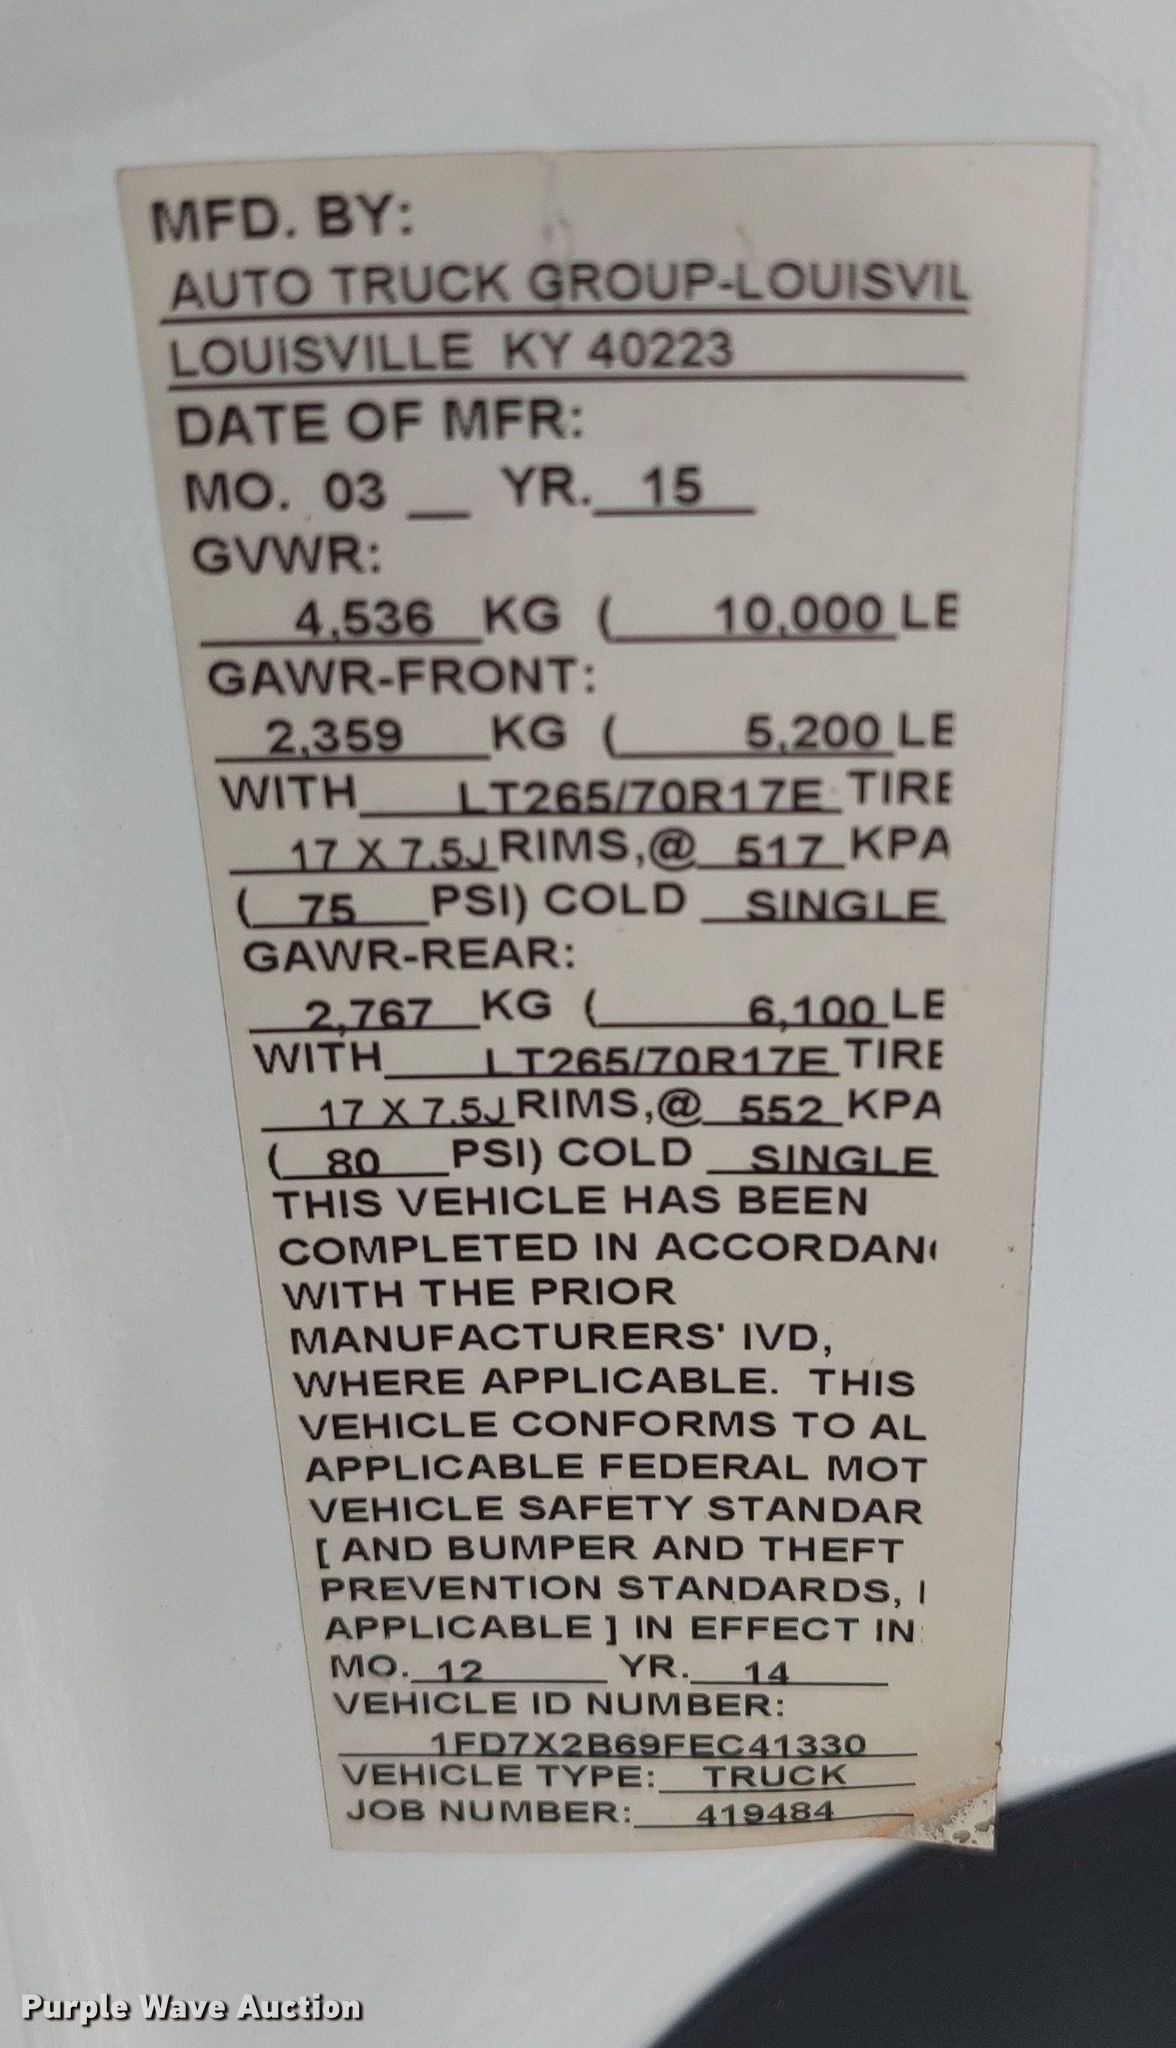 MFD. BY:
AUTO TRUCK GROUP-LOUISVIL
LOUISVILLE KY 40223
DATE OF MFR:
MO. 03 __ YR. 15
GVWR:
4,536 KG ( 10,000 LE
GAWR-FRONT:
2,359 KG ( 5,200 LE
WITH LT265/70R17E TIRE
17 X 7.5J RIMS,@ 517 KPA
( 75 PSI) COLD SINGLE
GAWR-REAR:
2,767 KG ( 6,100 LE
WITH LT265/70R17E TIRE
17 X 7.5J RIMS,@ 552 KPA
( 80 PSI) COLD SINGLE
THIS VEHICLE HAS BEEN
COMPLETED IN ACCORDAN
WITH THE PRIOR
MANUFACTURERS' IVD,
WHERE APPLICABLE. THIS
VEHICLE CONFORMS TO AL
APPLICABLE FEDERAL MOT
VEHICLE SAFETY STANDAR
[ AND BUMPER AND THEFT
PREVENTION STANDARDS, I
APPLICABLE ] IN EFFECT IN
MO. 12 YR. 14
VEHICLE ID NUMBER:
1FD7X2B69FEC41330
VEHICLE TYPE: TRUCK
JOB NUMBER: 419484
Purple Wave Auction